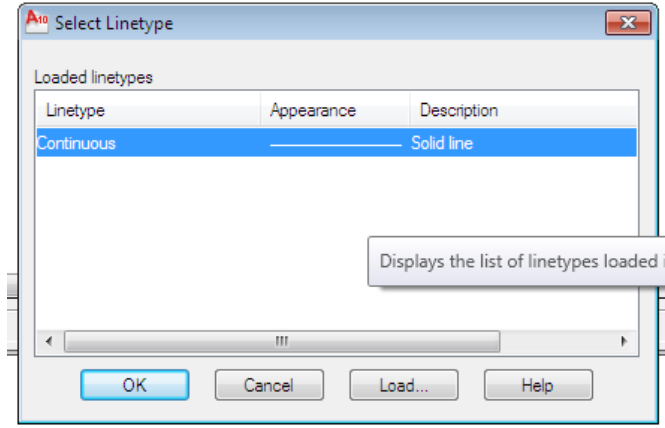 A10 Select Linetype
Loaded linetypes
Linetype Appearance Description
Continuous Solid line
Displays the list of linetypes loaded
OK Cancel Load... Help